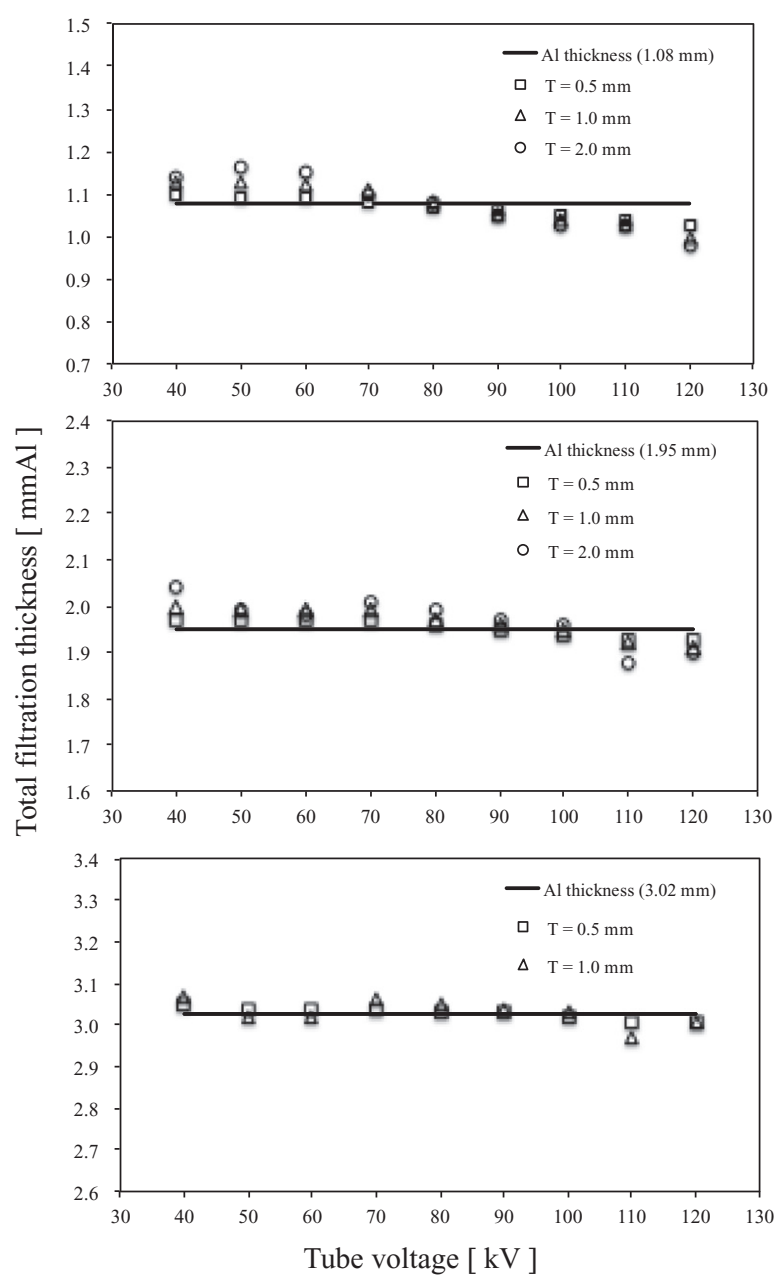 Total filtration thickness [ mmAl ]
1.5
1.4
1.3
1.2
1.1
1.0
0.9
0.8
0.7
Al thickness (1.08 mm)
T = 0.5 mm
T = 1.0 mm
T = 2.0 mm
30 40 50 60 70 80 90 100 110 120 130
2.4
2.3
2.2
2.1
2.0
1.9
1.8
1.7
1.6
Al thickness (1.95 mm)
T = 0.5 mm
T = 1.0 mm
T = 2.0 mm
30 40 50 60 70 80 90 100 110 120 130
3.4
3.3
3.2
3.1
3.0
2.9
2.8
2.7
2.6
Al thickness (3.02 mm)
T = 0.5 mm
T = 1.0 mm
30 40 50 60 70 80 90 100 110 120 130
Tube voltage [ kV ]